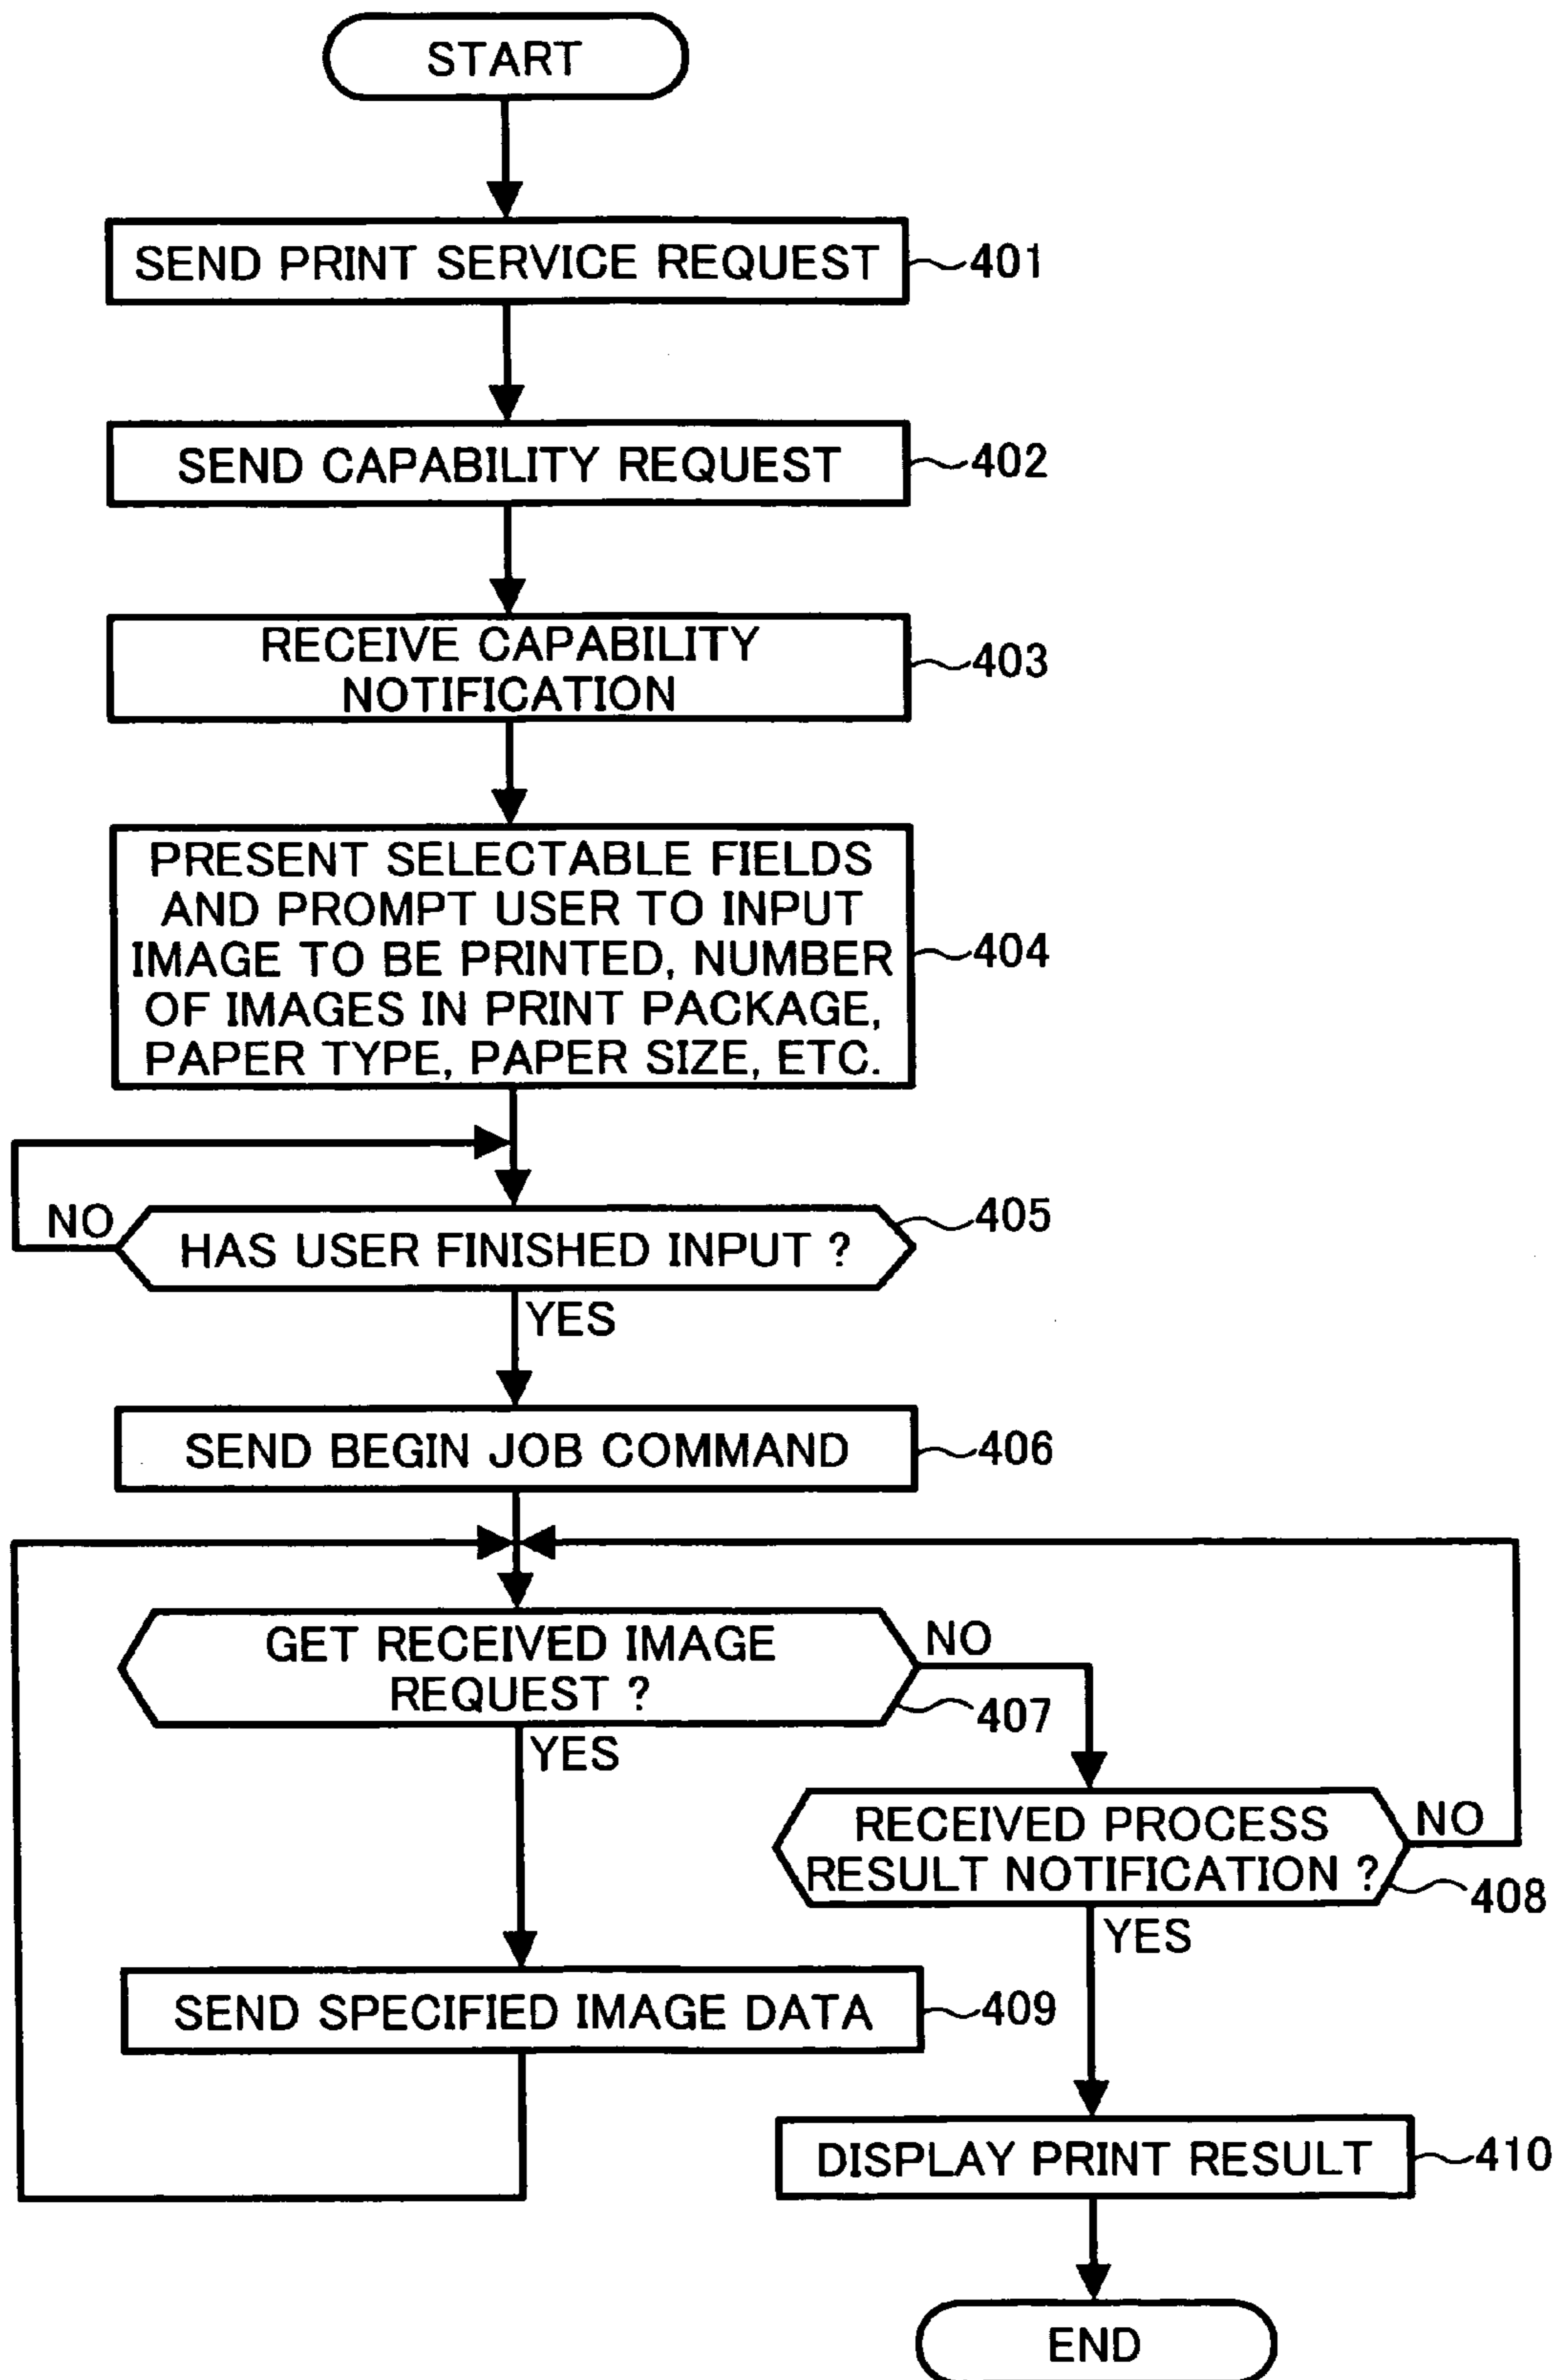 START
SEND PRINT SERVICE REQUEST
401
SEND CAPABILITY REQUEST
402
RECEIVE CAPABILITY
NOTIFICATION
403
PRESENT SELECTABLE FIELDS
AND PROMPT USER TO INPUT
IMAGE TO BE PRINTED, NUMBER
OF IMAGES IN PRINT PACKAGE,
PAPER TYPE, PAPER SIZE, ETC.
404
NO
HAS USER FINISHED INPUT ?
405
YES
SEND BEGIN JOB COMMAND
406
GET RECEIVED IMAGE
REQUEST ?
NO
407
YES
RECEIVED PROCESS
RESULT NOTIFICATION ?
NO
408
YES
SEND SPECIFIED IMAGE DATA
409
DISPLAY PRINT RESULT
410
END